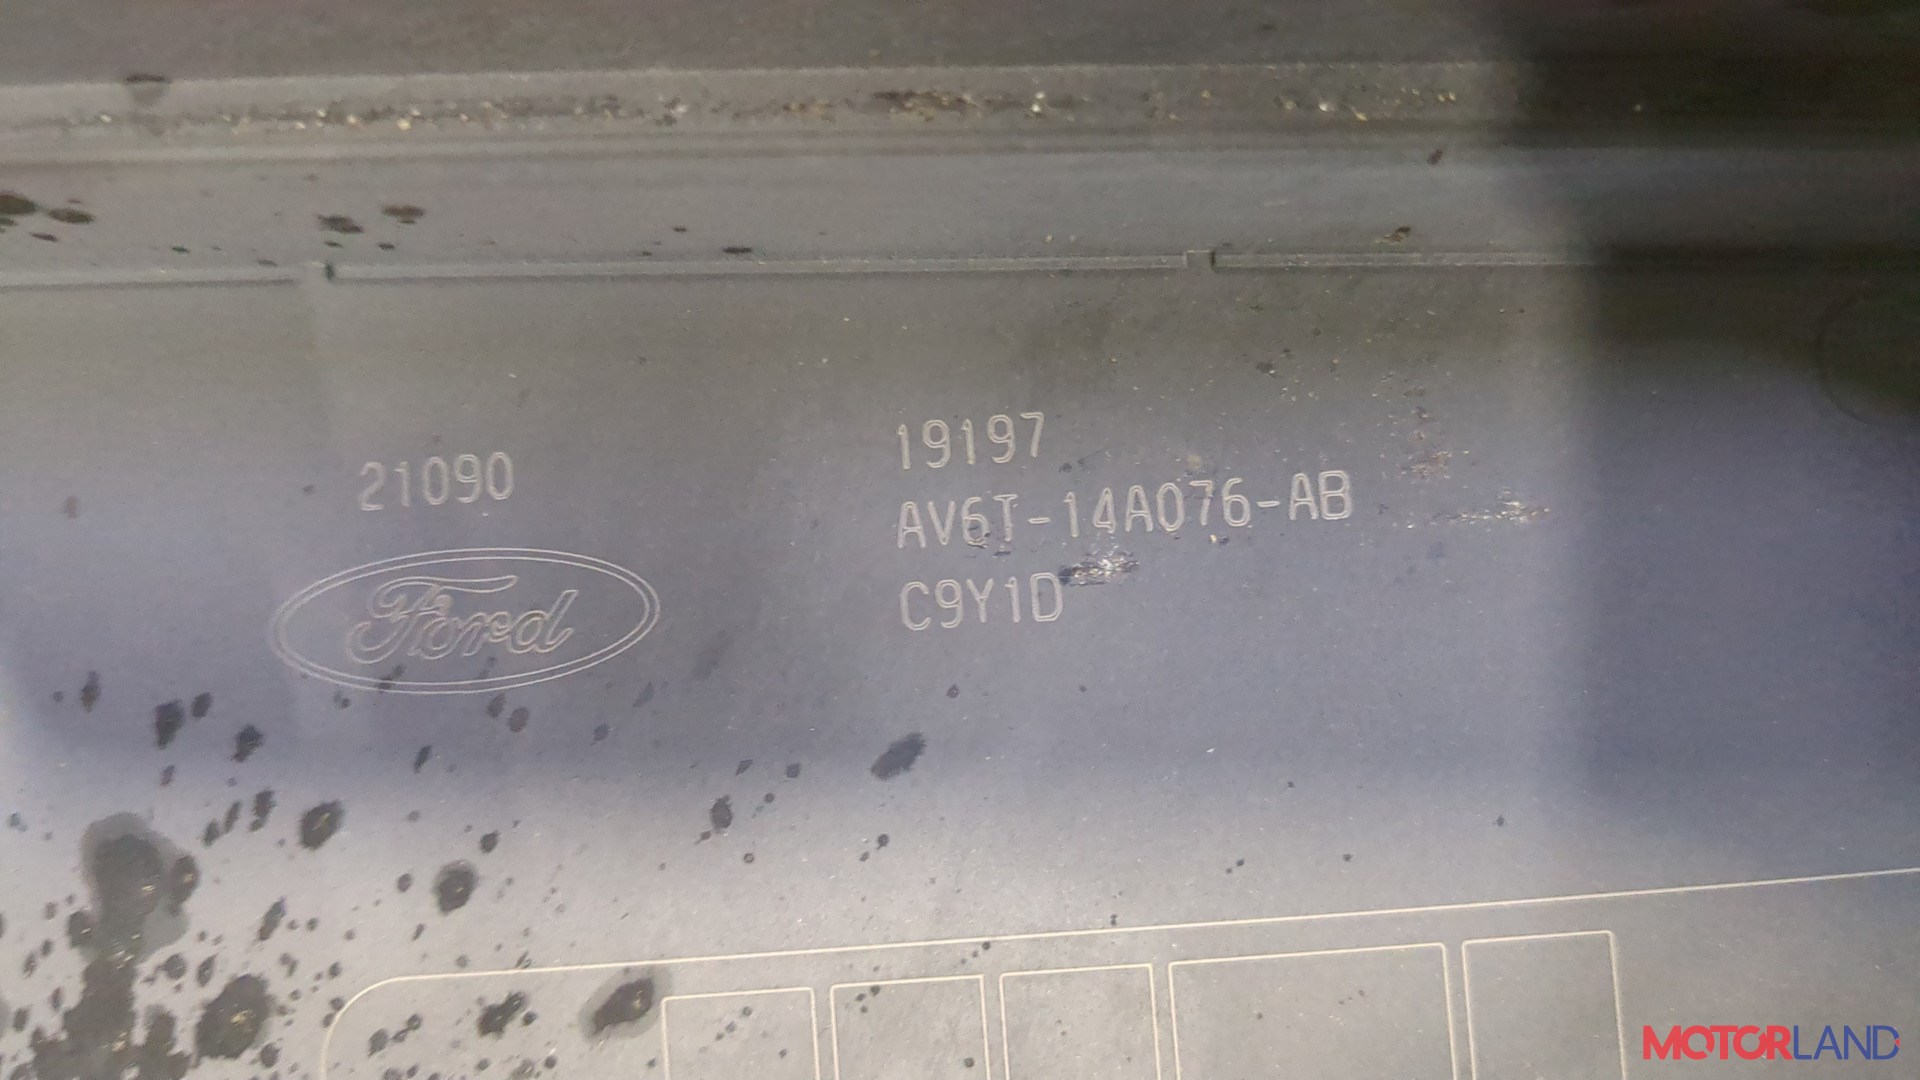 21090
Ford
19197
AV6T-14A076-AB
C9Y1D
MOTORLAND